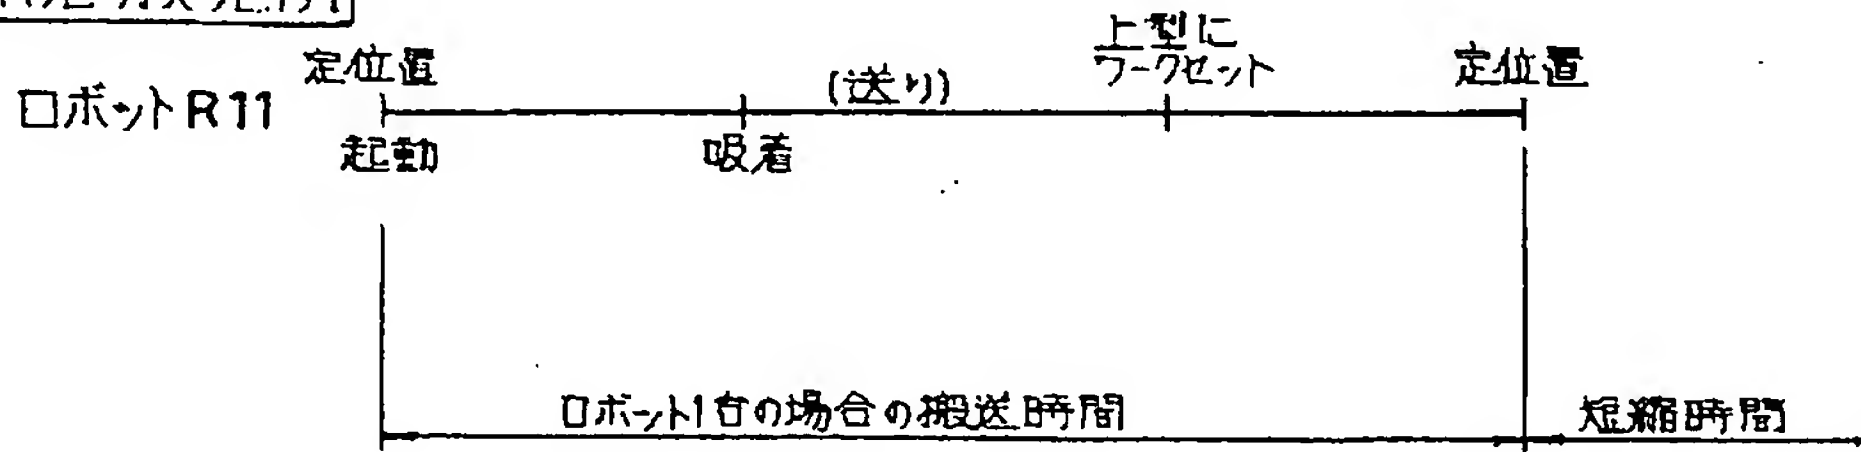 定位置
(送り)
上型に
ワークセット
定位置
ロボットR11
起動
吸着
ロボット1台の場合の搬送時間
短縮時間